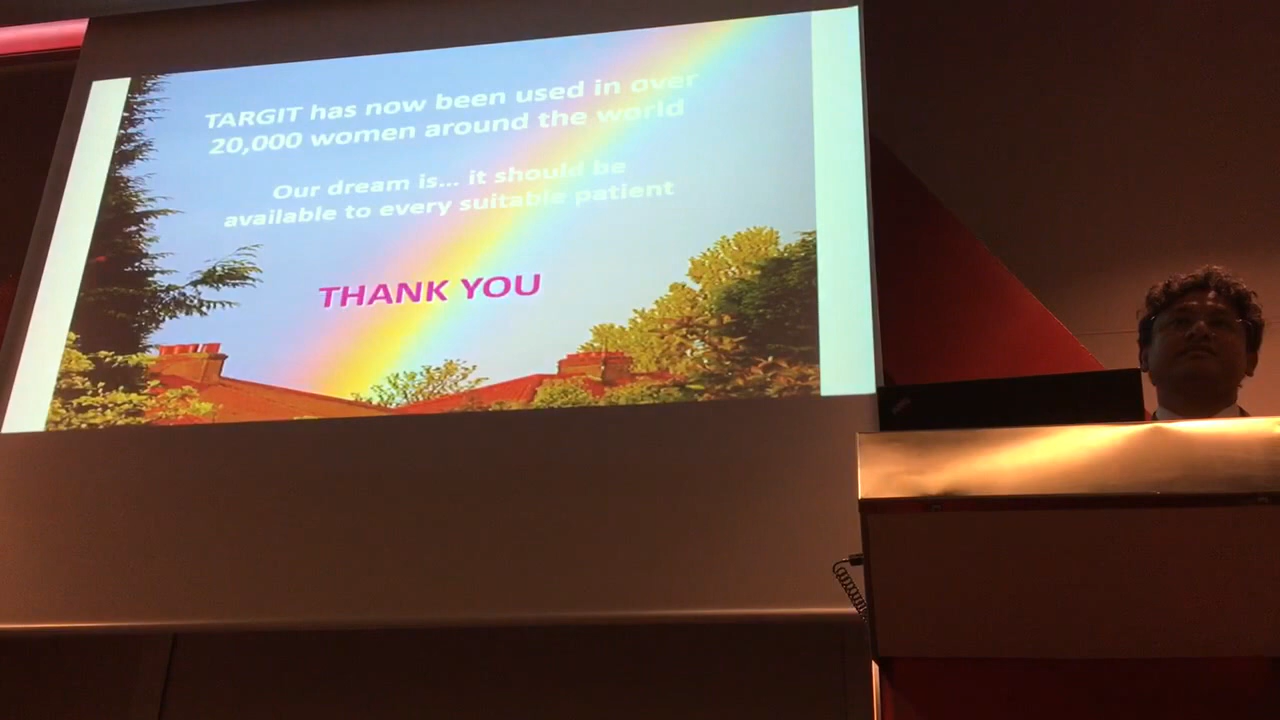 TARGIT has now been used in over
20,000 women around the world
Our dream is... it should be
available to every suitable patient
THANK YOU